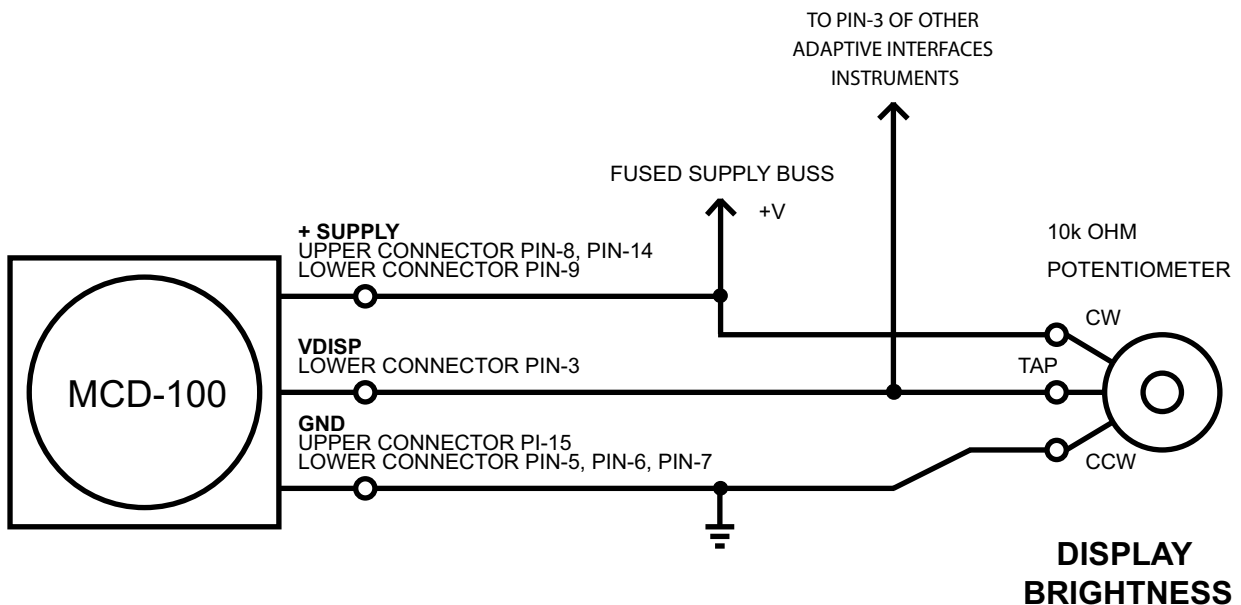 TO PIN-3 OF OTHER
ADAPTIVE INTERFACES
INSTRUMENTS
FUSED SUPPLY BUSS
+V
+ SUPPLY
UPPER CONNECTOR PIN-8, PIN-14
LOWER CONNECTOR PIN-9
10k OHM
POTENTIOMETER
CW
VDISP
LOWER CONNECTOR PIN-3
TAP
MCD-100
GND
UPPER CONNECTOR PI-15
LOWER CONNECTOR PIN-5, PIN-6, PIN-7
CCW
DISPLAY
BRIGHTNESS